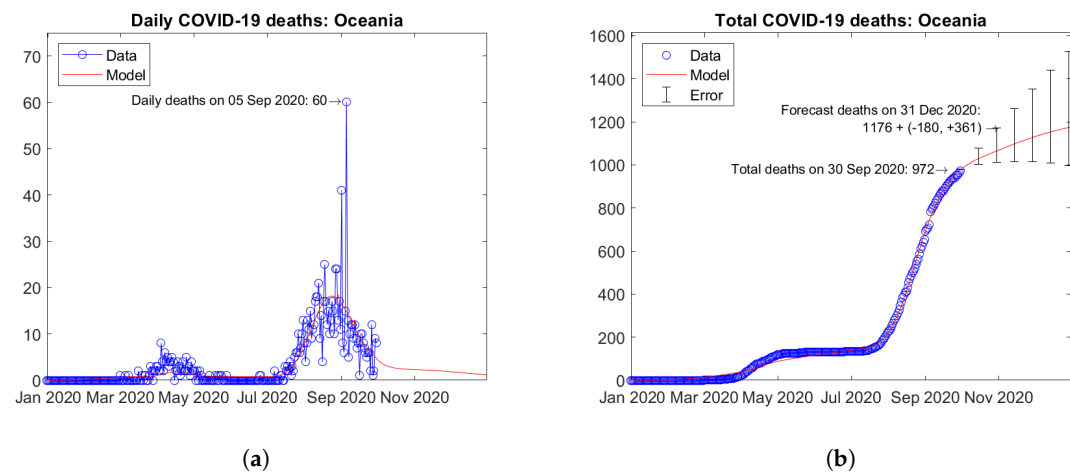 Daily COVID-19 deaths: Oceania
70
60
50
40
30
20
10
0
Data
Model
Daily deaths on 05 Sep 2020: 60→
Jan 2020 Mar 2020 May 2020 Jul 2020 Sep 2020 Nov 2020
(a)
Total COVID-19 deaths: Oceania
1600
1400
1200
1000
800
600
400
200
0
Data
Model
Error
Forecast deaths on 31 Dec 2020:
1176 + (-180, +361)→
Total deaths on 30 Sep 2020: 972→
Jan 2020 Mar 2020 May 2020 Jul 2020 Sep 2020 Nov 2020
(b)